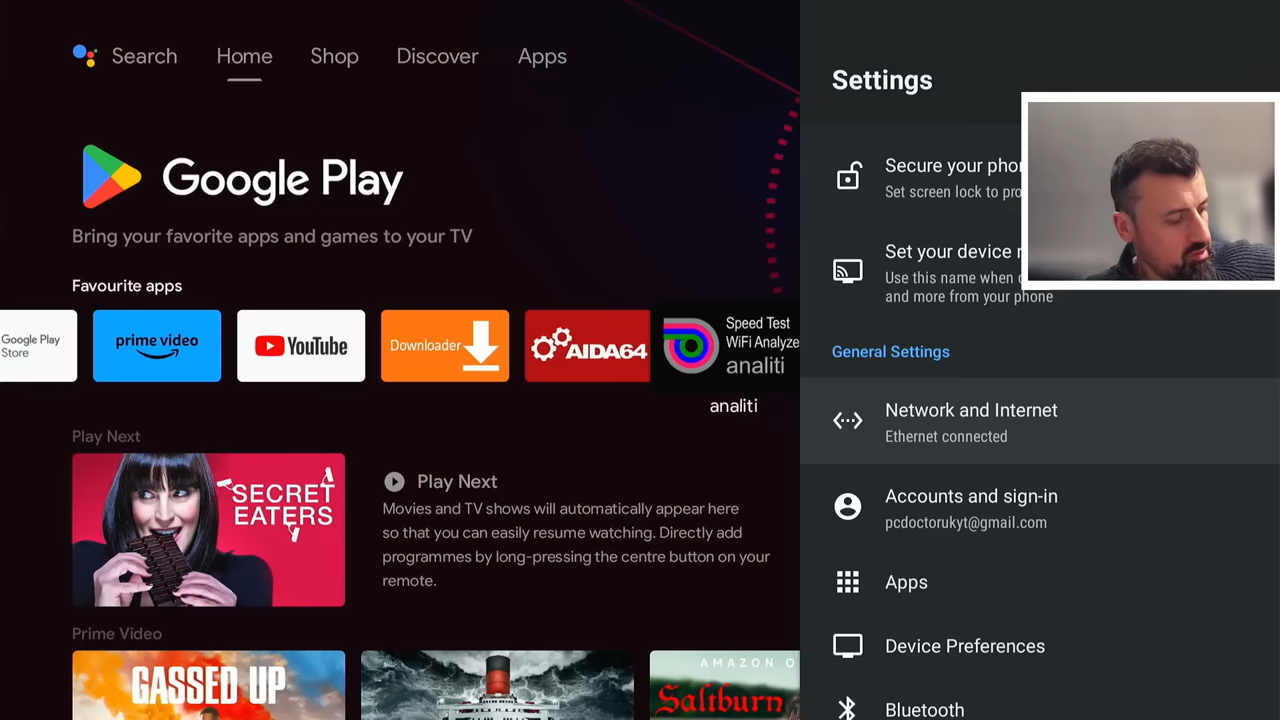 Search
Home
Shop
Discover
Apps
Google Play
Bring your favorite apps and games to your TV
Favourite apps
Google Play
Store
prime video
YouTube
Downloader
AIDA64
Speed Test
WiFi Analyze
analiti
analiti
Play Next
SECRET
EATERS
Play Next
Movies and TV shows will automatically appear here
so that you can easily resume watching. Directly add
programmes by long-pressing the centre button on your
remote.
Prime Video
GASSED UP
AMAZON O
Saltburn
Settings
Secure your pho
Set screen lock to pro
Set your device
Use this name when
and more from your phone
General Settings
Network and Internet
Ethernet connected
Accounts and sign-in
pcdoctorukyt@gmail.com
Apps
Device Preferences
Bluetooth